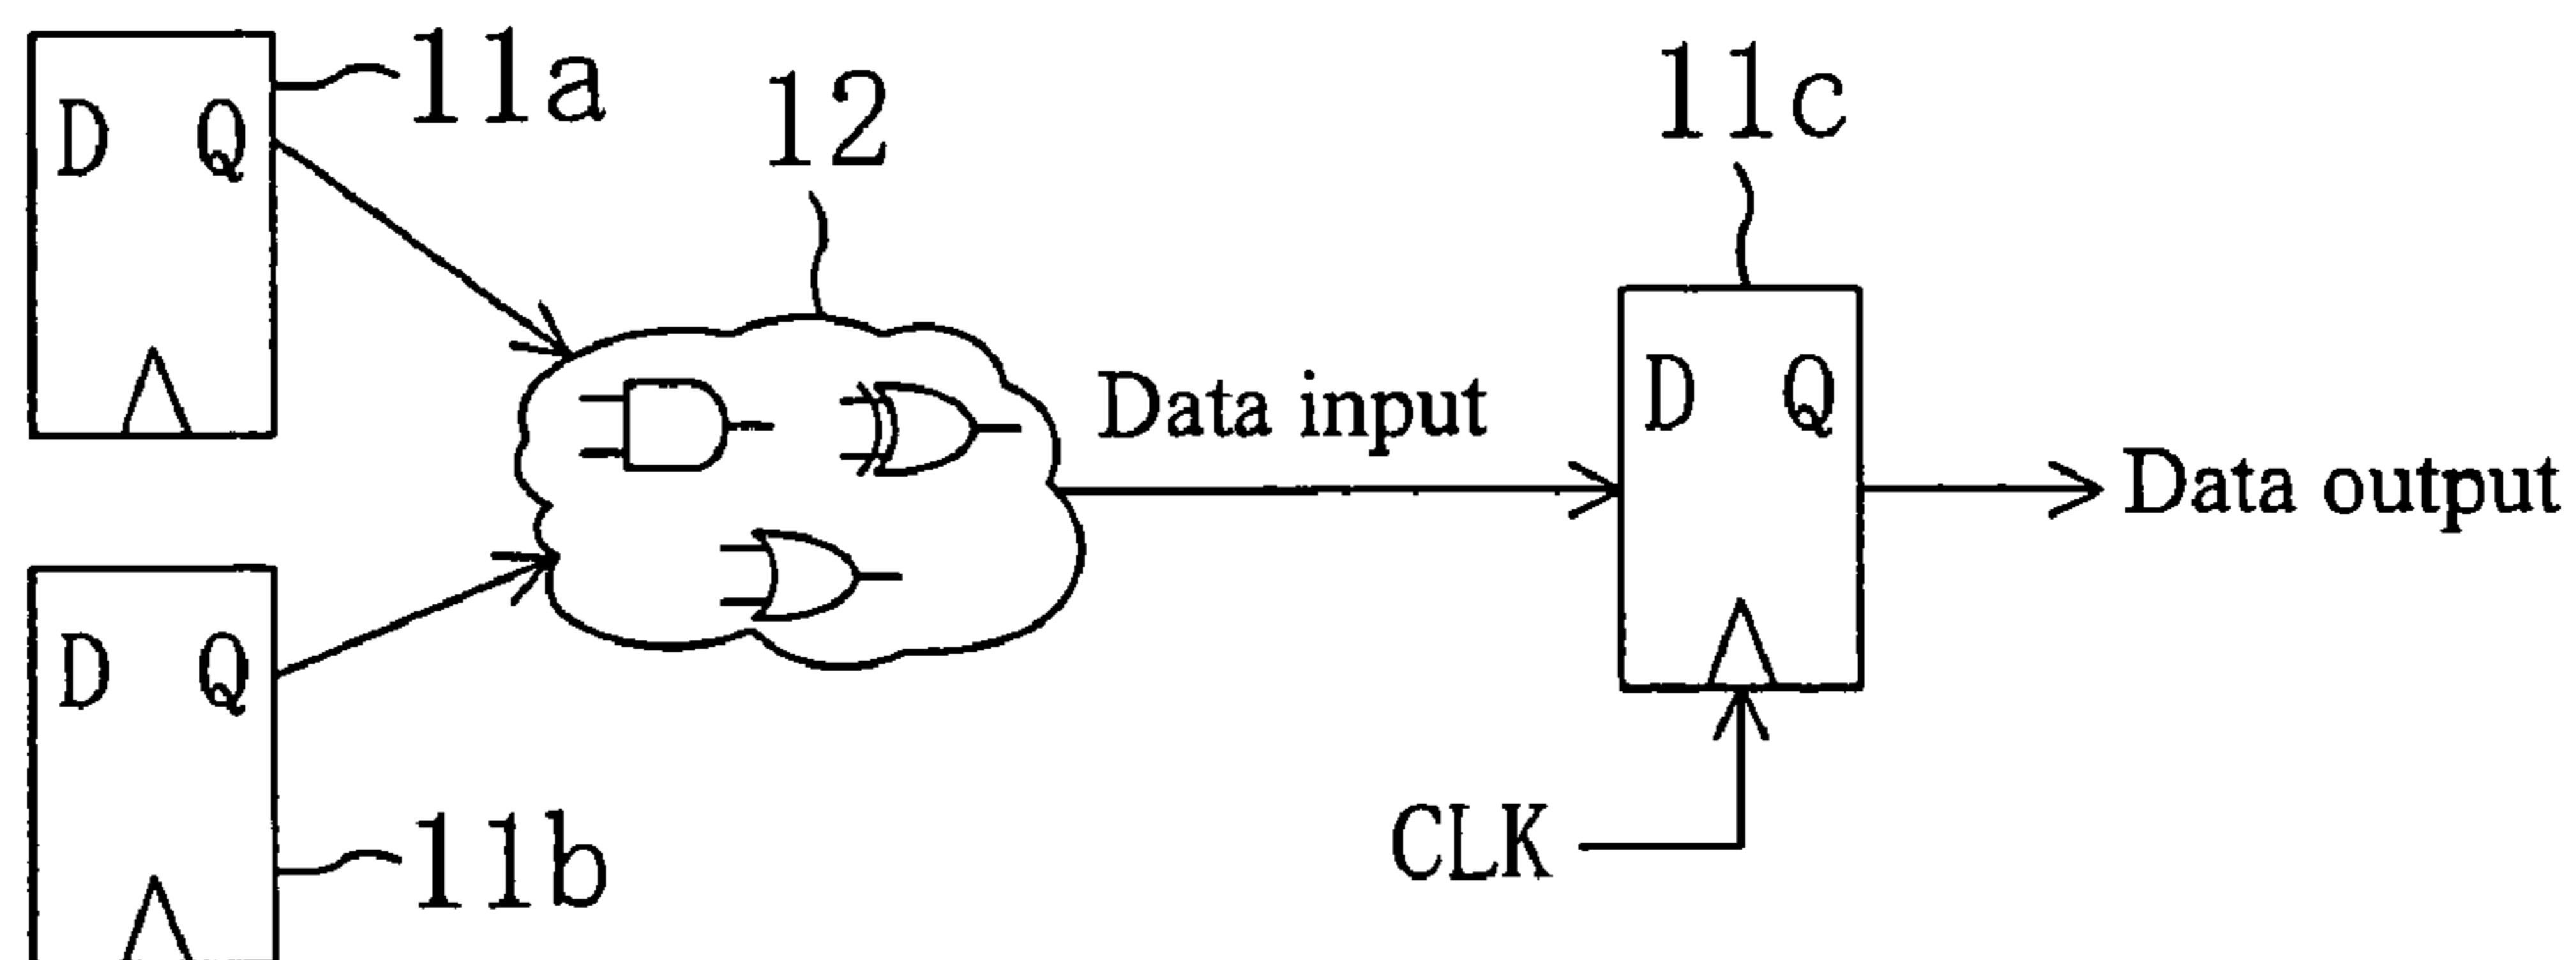 11a
D Q
12
11c
Data input
D Q
Data output
D Q
11b
CLK